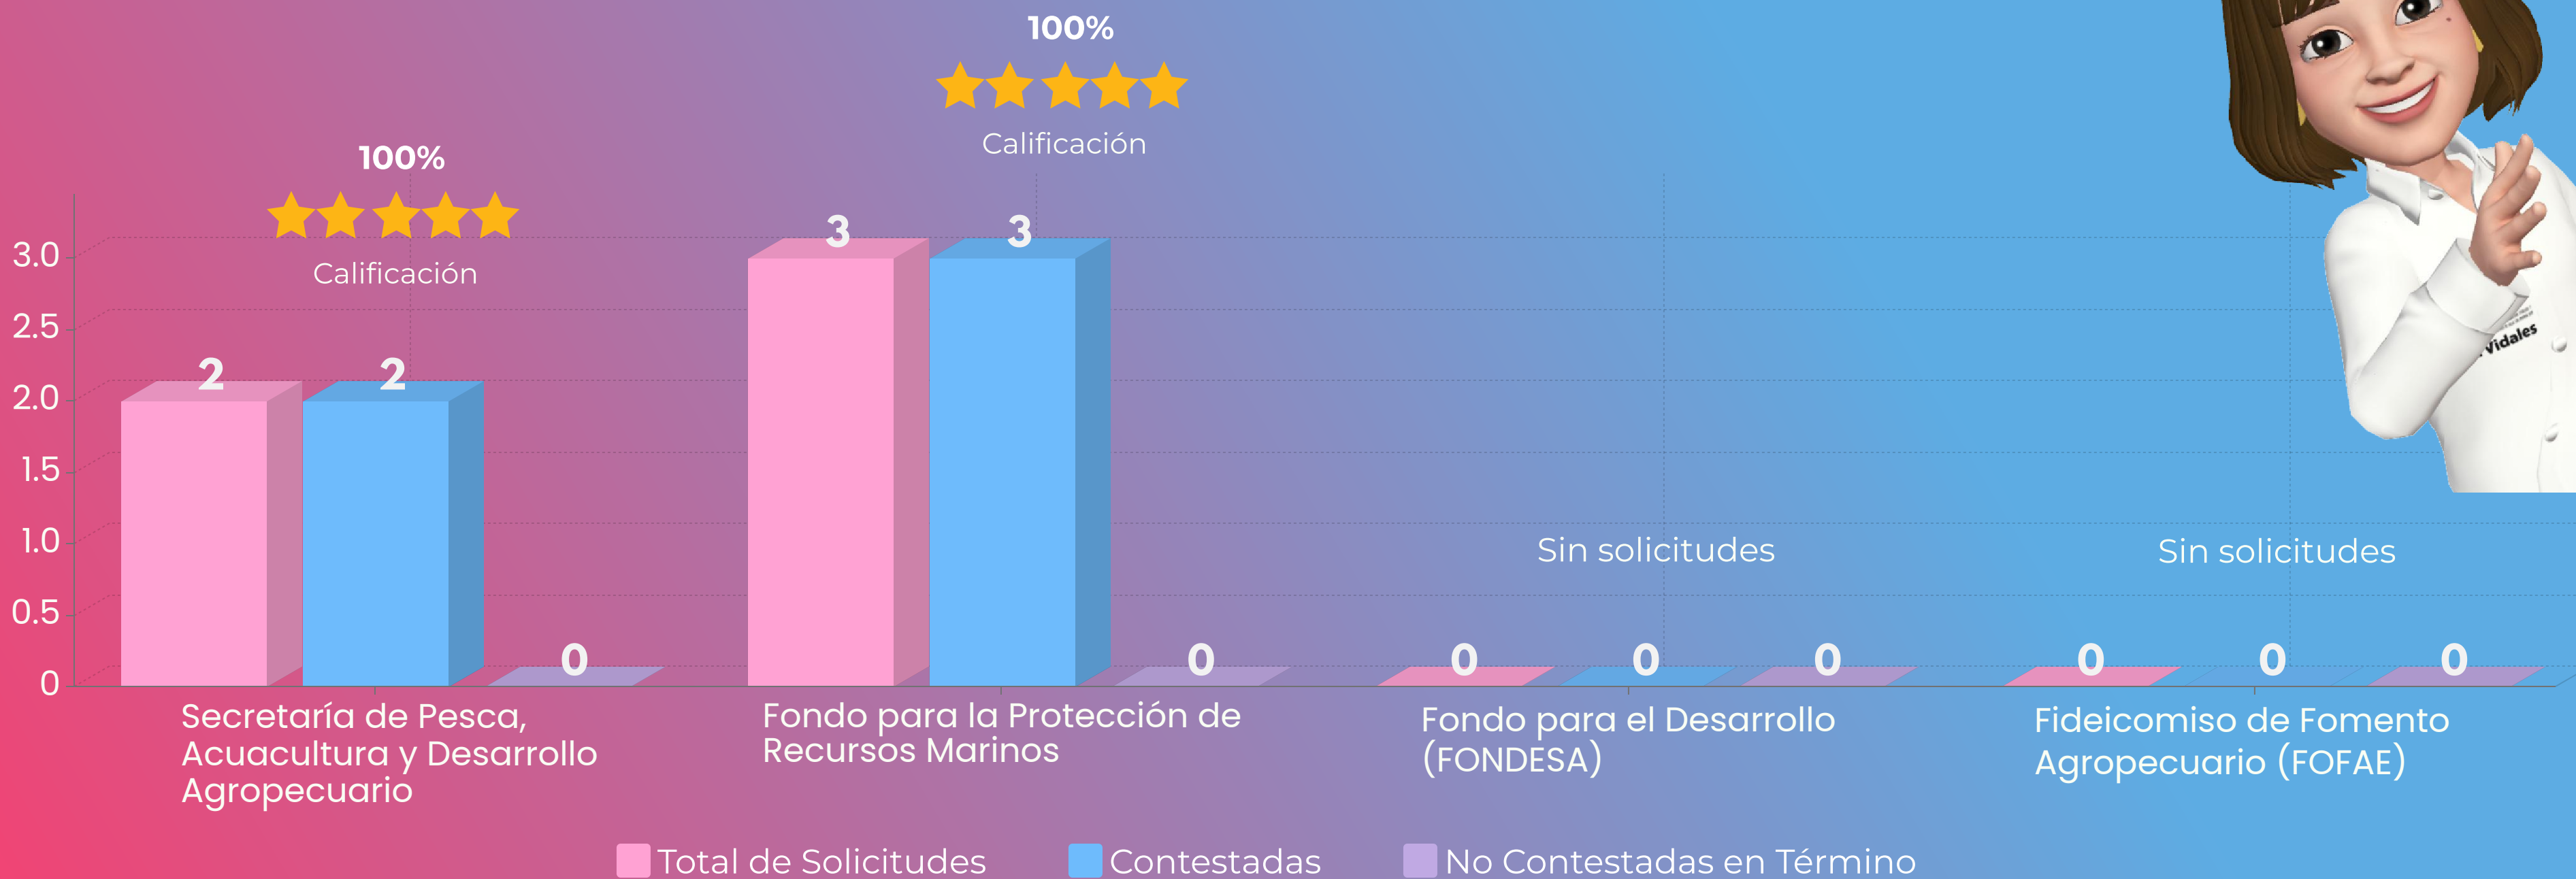 100%
Calificación
100%
Calificación
3.0
2.5
2.0
1.5
1.0
0.5
0
2
2
0
3
3
0
Sin solicitudes
0
0
0
Sin solicitudes
0
0
0
Vidales
Secretaría de Pesca,
Acuacultura y Desarrollo
Agropecuario
Fondo para la Protección de
Recursos Marinos
Fondo para el Desarrollo
(FONDESA)
Fideicomiso de Fomento
Agropecuario (FOFAE)
Total de Solicitudes
Contestadas
No Contestadas en Término